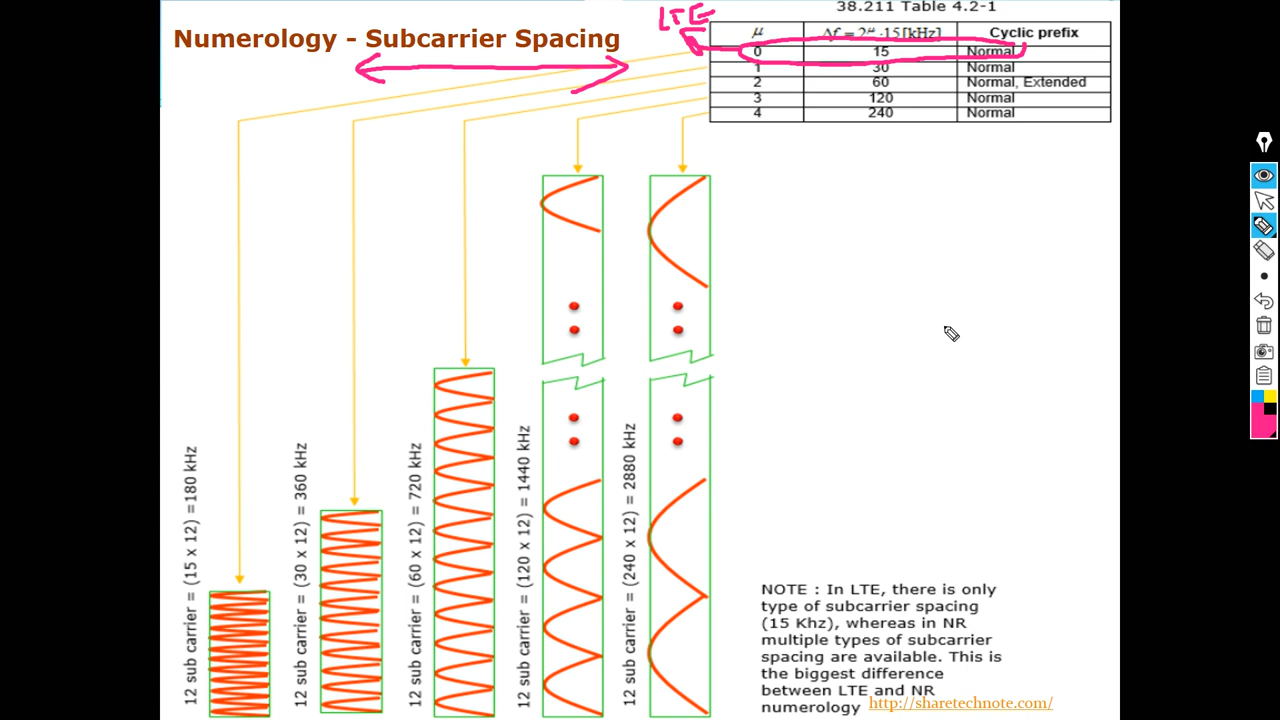 38.211 Table 4.2-1
LTE
Numerology - Subcarrier Spacing
μ Δf = 2^μ · 15 [kHz] Cyclic prefix
0 15 Normal
1 30 Normal
2 60 Normal, Extended
3 120 Normal
4 240 Normal
12 sub carrier = (15 x 12) =180 kHz
12 sub carrier = (30 x 12) = 360 kHz
12 sub carrier = (60 x 12) = 720 kHz
12 sub carrier = (120 x 12) = 1440 kHz
12 sub carrier = (240 x 12) = 2880 kHz
NOTE : In LTE, there is only
type of subcarrier spacing
(15 Khz), whereas in NR
multiple types of subcarrier
spacing are available. This is
the biggest difference
between LTE and NR
numerology http://sharetechnote.com/